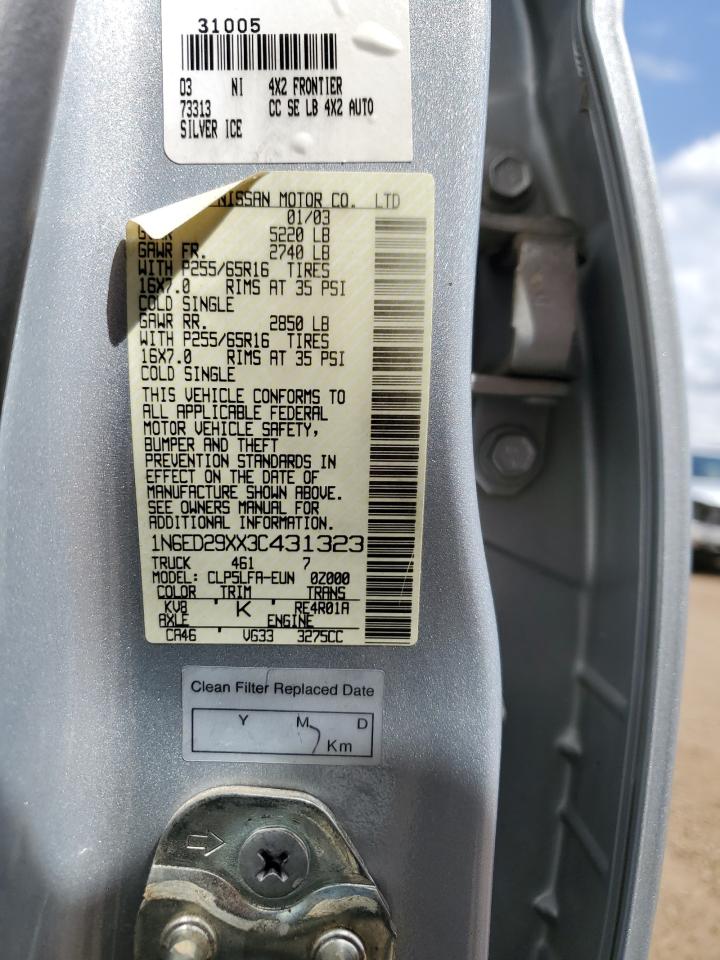 31005
03 NI 4X2 FRONTIER
73313 CC SE LB 4X2 AUTO
SILVER ICE
NISSAN MOTOR CO. LTD
01/03
5220 LB
GAWR FR. 2740 LB
WITH P255/65R16 TIRES
16X7.0 RIMS AT 35 PSI
COLD SINGLE
GAWR RR. 2850 LB
WITH P255/65R16 TIRES
16X7.0 RIMS AT 35 PSI
COLD SINGLE
THIS VEHICLE CONFORMS TO
ALL APPLICABLE FEDERAL
MOTOR VEHICLE SAFETY,
BUMPER AND THEFT
PREVENTION STANDARDS IN
EFFECT ON THE DATE OF
MANUFACTURE SHOWN ABOVE.
SEE OWNERS MANUAL FOR
ADDITIONAL INFORMATION
1N6ED29XX3C431323
TRUCK 461 7
MODEL: CLP5LFA-EUN 0Z000
COLOR TRIM TRANS
KV8 K RE4R01A
AXLE ENGINE
CA46 VG33 3275CC
Clean Filter Replaced Date
Y M D
Km